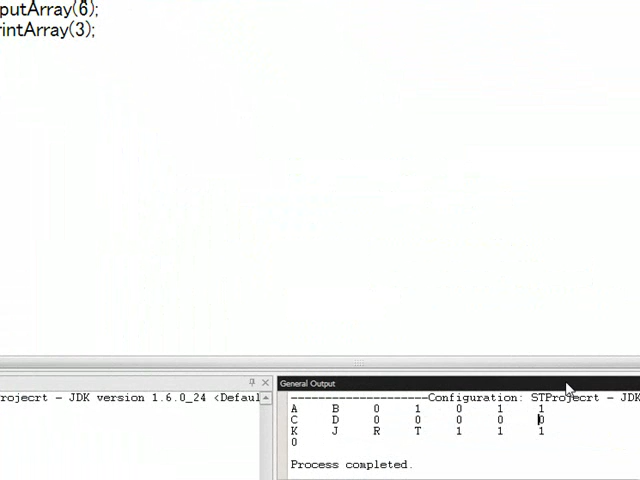 putArray(6);
rintArray(3);
rojecrt - JDK version 1.6.0_24 <Defaul
General Output
--------------------Configuration: STProjecrt - JDK
A B 0 1 0 1 1
C D 0 0 0 0 0
K J R T 1 1 1
0
Process completed.